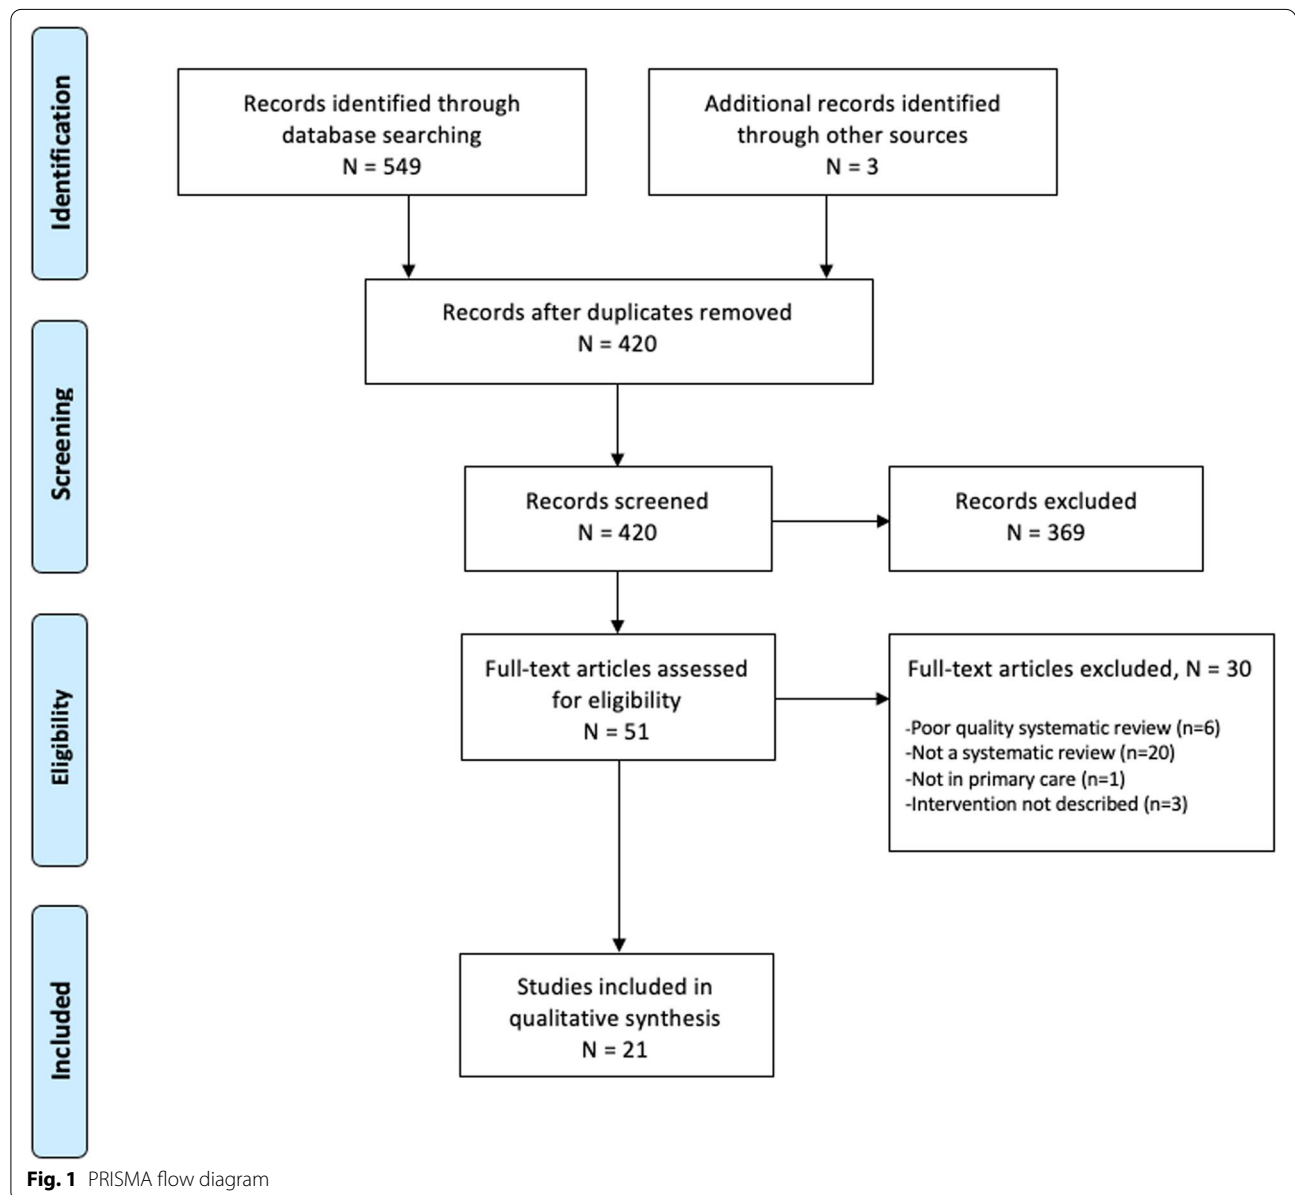 Identification
Records identified through
database searching
N = 549
Additional records identified
through other sources
N = 3
Records after duplicates removed
N = 420
Screening
Records screened
N = 420
Records excluded
N = 369
Eligibility
Full-text articles assessed
for eligibility
N = 51
Full-text articles excluded, N = 30
-Poor quality systematic review (n=6)
-Not a systematic review (n=20)
-Not in primary care (n=1)
-Intervention not described (n=3)
Included
Studies included in
qualitative synthesis
N = 21
Fig. 1 PRISMA flow diagram